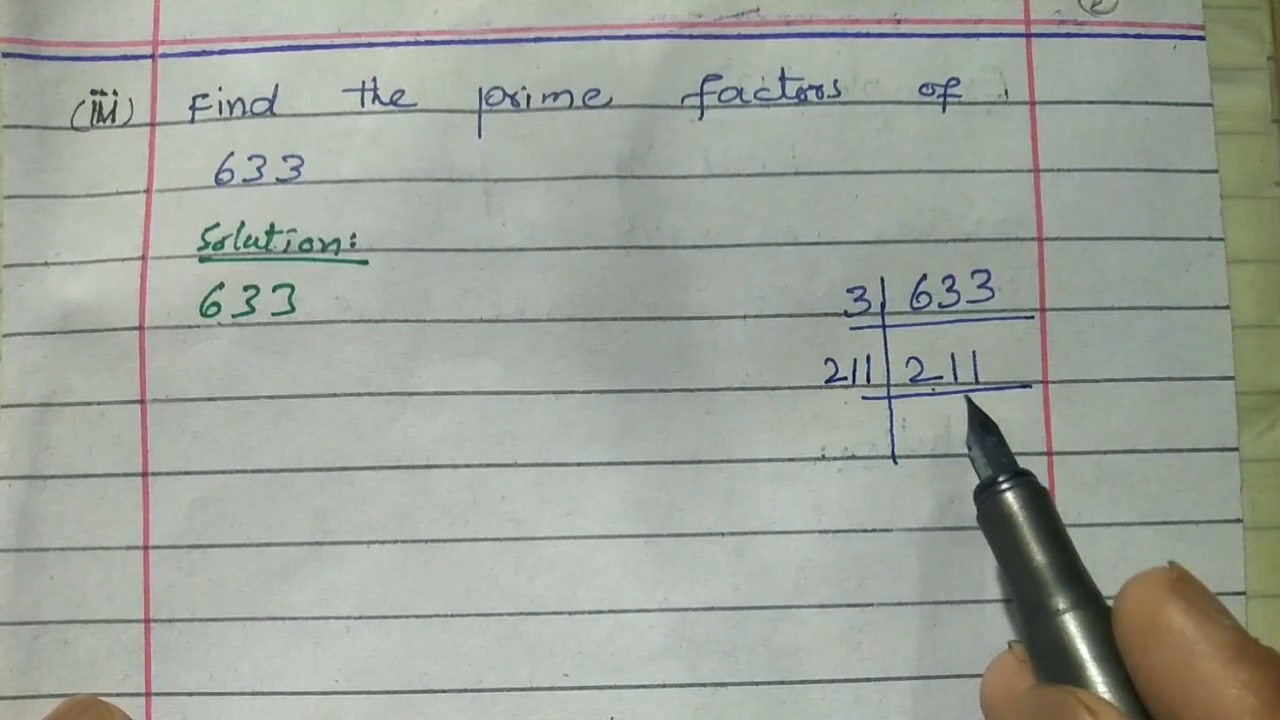 (iii) Find the prime factors of
633
Solution:
633
3 633
211 211